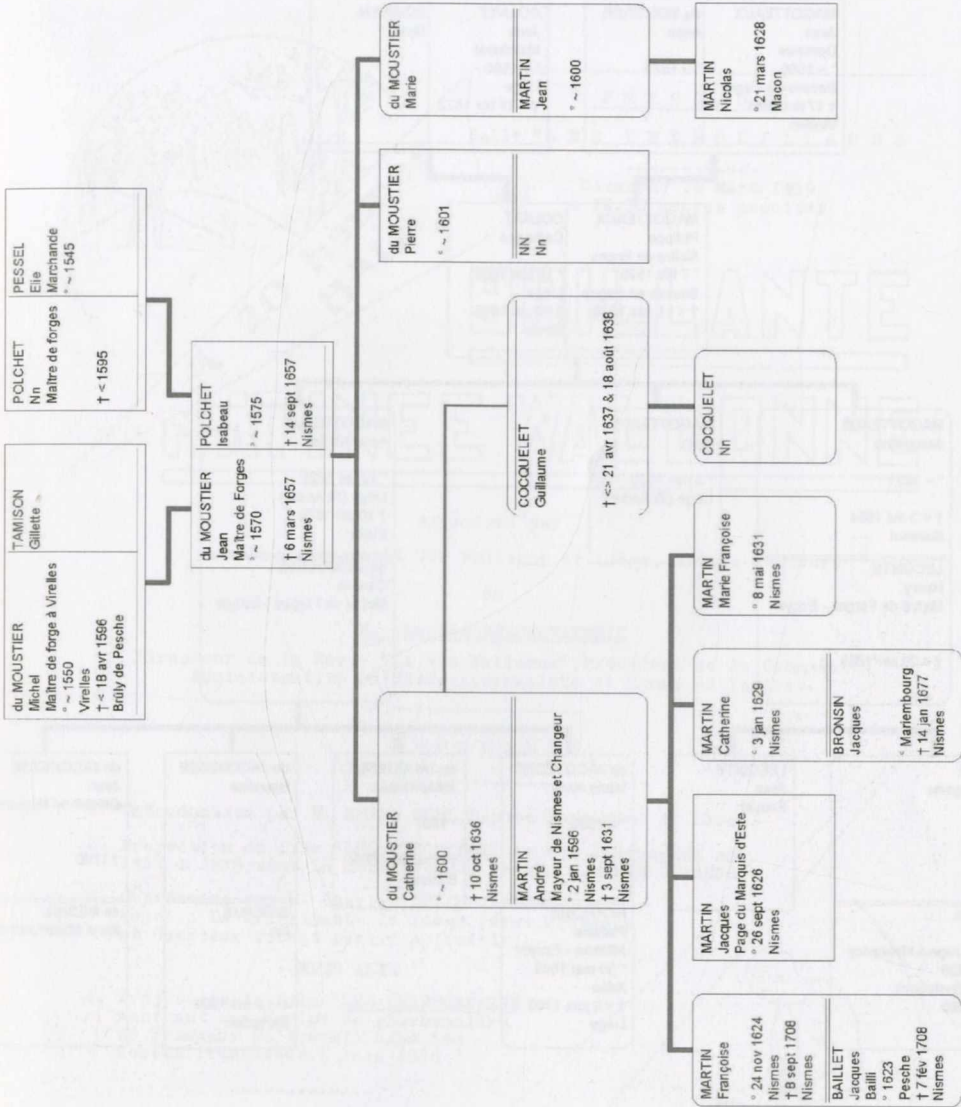 du MOUSTIER
Michel
Maître de forge à Virelles
° ~ 1550
Virelles
† < 18 avr 1586
Brûly de Pesche
TAMISON
Gillette
POLCHET
Nn
Maître de forges
† < 1595
PESSEL
Elie
Marchande
° ~ 1545
du MOUSTIER
Jean
Maître de Forges
° ~ 1570
† 6 mars 1657
Nismes
POLCHET
Isabeau
° ~ 1575
† 14 sept 1657
Nismes
du MOUSTIER
Catherine
° ~ 1600
† 10 oct 1636
Nismes
MARTIN
André
Mayeur de Nismes et Changeur
° 2 jan 1596
Nismes
† 3 sept 1631
Nismes
COCQUELET
Guillaume
† <> 21 avr 1637 & 18 août 1638
du MOUSTIER
Pierre
° ~ 1601
NN
Nn
du MOUSTIER
Marie
MARTIN
Jean
° ~1600
MARTIN
Françoise
° 24 nov 1624
Nismes
† 8 sept 1706
Nismes
BAILLET
Jacques
Bailli
° 1623
Pesche
† 7 fév 1708
Nismes
MARTIN
Jacques
Page du Marquis d'Este
° 26 sept 1626
Nismes
MARTIN
Catherine
° 3 jan 1629
Nismes
BRONSIN
Jacques
° Mariembourg
† 14 jan 1677
Nismes
MARTIN
Marie Françoise
° 8 mai 1631
Nismes
COCQUELET
Nn
MARTIN
Nicolas
° 21 mars 1628
Macon